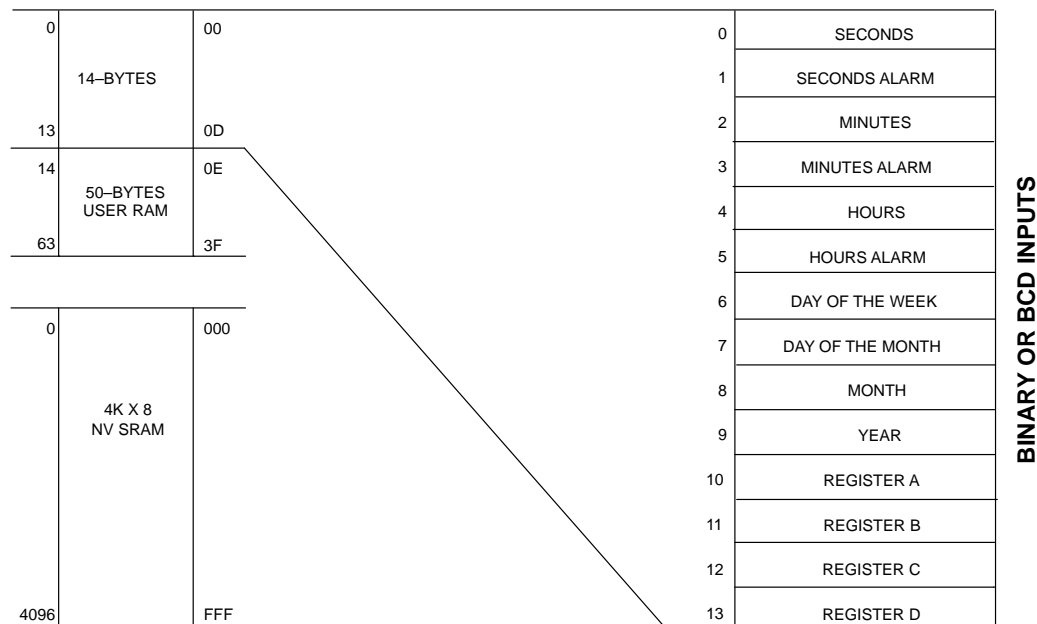 0 00
14–BYTES
13 0D
14 0E
50–BYTES
USER RAM
63 3F
0 000
4K X 8
NV SRAM
4096 FFF
0 SECONDS
1 SECONDS ALARM
2 MINUTES
3 MINUTES ALARM
4 HOURS
5 HOURS ALARM
6 DAY OF THE WEEK
7 DAY OF THE MONTH
8 MONTH
9 YEAR
10 REGISTER A
11 REGISTER B
12 REGISTER C
13 REGISTER D
BINARY OR BCD INPUTS